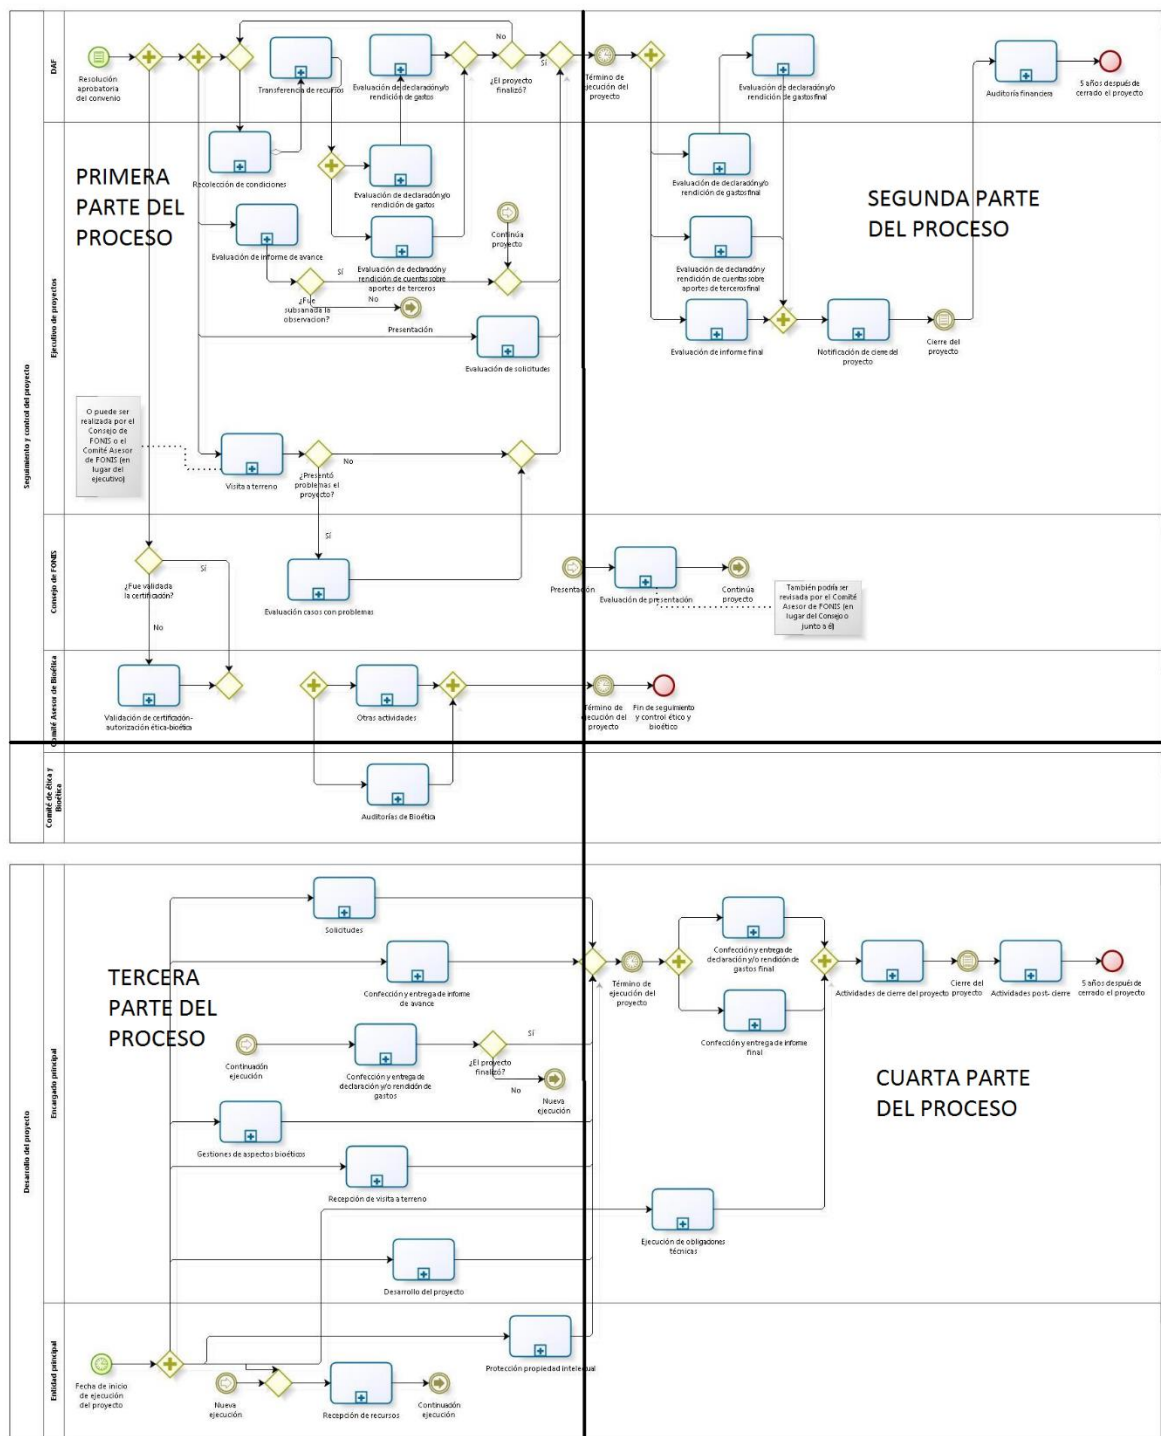 Seguimiento y control del proyecto
DAF
Resolución
aprobatoria
del convenio
Transferencia de recursos
Evaluación de declaración y/o
rendición de gastos
No
¿El proyecto
finalizó?
Sí
Término de
ejecución del
proyecto
Evaluación de declaración y/o
rendición de gastos final
Auditoría financiera
5 años después de
cerrado el proyecto
Ejecutivo de proyectos
PRIMERA
PARTE DEL
PROCESO
Recolección de condiciones
Evaluación de declaración y/o
rendición de gastos
Evaluación de informe de avance
Evaluación de declaración y
rendición de cuentas sobre
aportes de terceros
Continúa
proyecto
Sí
¿Fue
subsanada la
observacion?
No
Presentación
Evaluación de solicitudes
SEGUNDA PARTE
DEL PROCESO
Evaluación de declaración y/o
rendición de gastos final
Evaluación de declaración y
rendición de cuentas sobre
aportes de terceros final
Evaluación de informe final
Notificación de cierre del
proyecto
Cierre del
proyecto
O puede ser
realizada por el
Consejo de
FONIS o el
Comité Asesor
de FONIS (en
lugar del
ejecutivo)
Visita a terreno
¿Presentó
problemas el
proyecto?
No
Sí
Consejo de FONIS
¿Fue validada
la certificación?
Sí
No
Evaluación casos con problemas
Presentación
Evaluación de presentación
Continúa
proyecto
También podría ser
revisada por el Comité
Asesor de FONIS (en
lugar del Consejo o
junto a él)
Comité Asesor de Bioética
Validación de certificación-
autorización ética-bioética
Otras actividades
Término de
ejecución del
proyecto
Fin de seguimiento
y control ético y
bioético
Comité de ética y
Bioética
Auditorías de Bioética
Desarrollo del proyecto
Encargado principal
Solicitudes
TERCERA
PARTE DEL
PROCESO
Confección y entrega de informe
de avance
Continuación
ejecución
Confección y entrega de
declaración y/o rendición de
gastos
Sí
¿El proyecto
finalizó?
No
Nueva
ejecución
Gestiones de aspectos bioéticos
Recepción de visita a terreno
Desarrollo del proyecto
Término de
ejecución del
proyecto
Confección y entrega de
declaración y/o rendición de
gastos final
Confección y entrega de informe
final
Actividades de cierre del proyecto
Cierre del
proyecto
Actividades post- cierre
5 años después de
cerrado el proyecto
CUARTA PARTE
DEL PROCESO
Ejecución de obligaciones
técnicas
Entidad principal
Protección propiedad intelectual
Fecha de inicio
de ejecución
del proyecto
Nueva
ejecución
Recepción de recursos
Continuación
ejecución